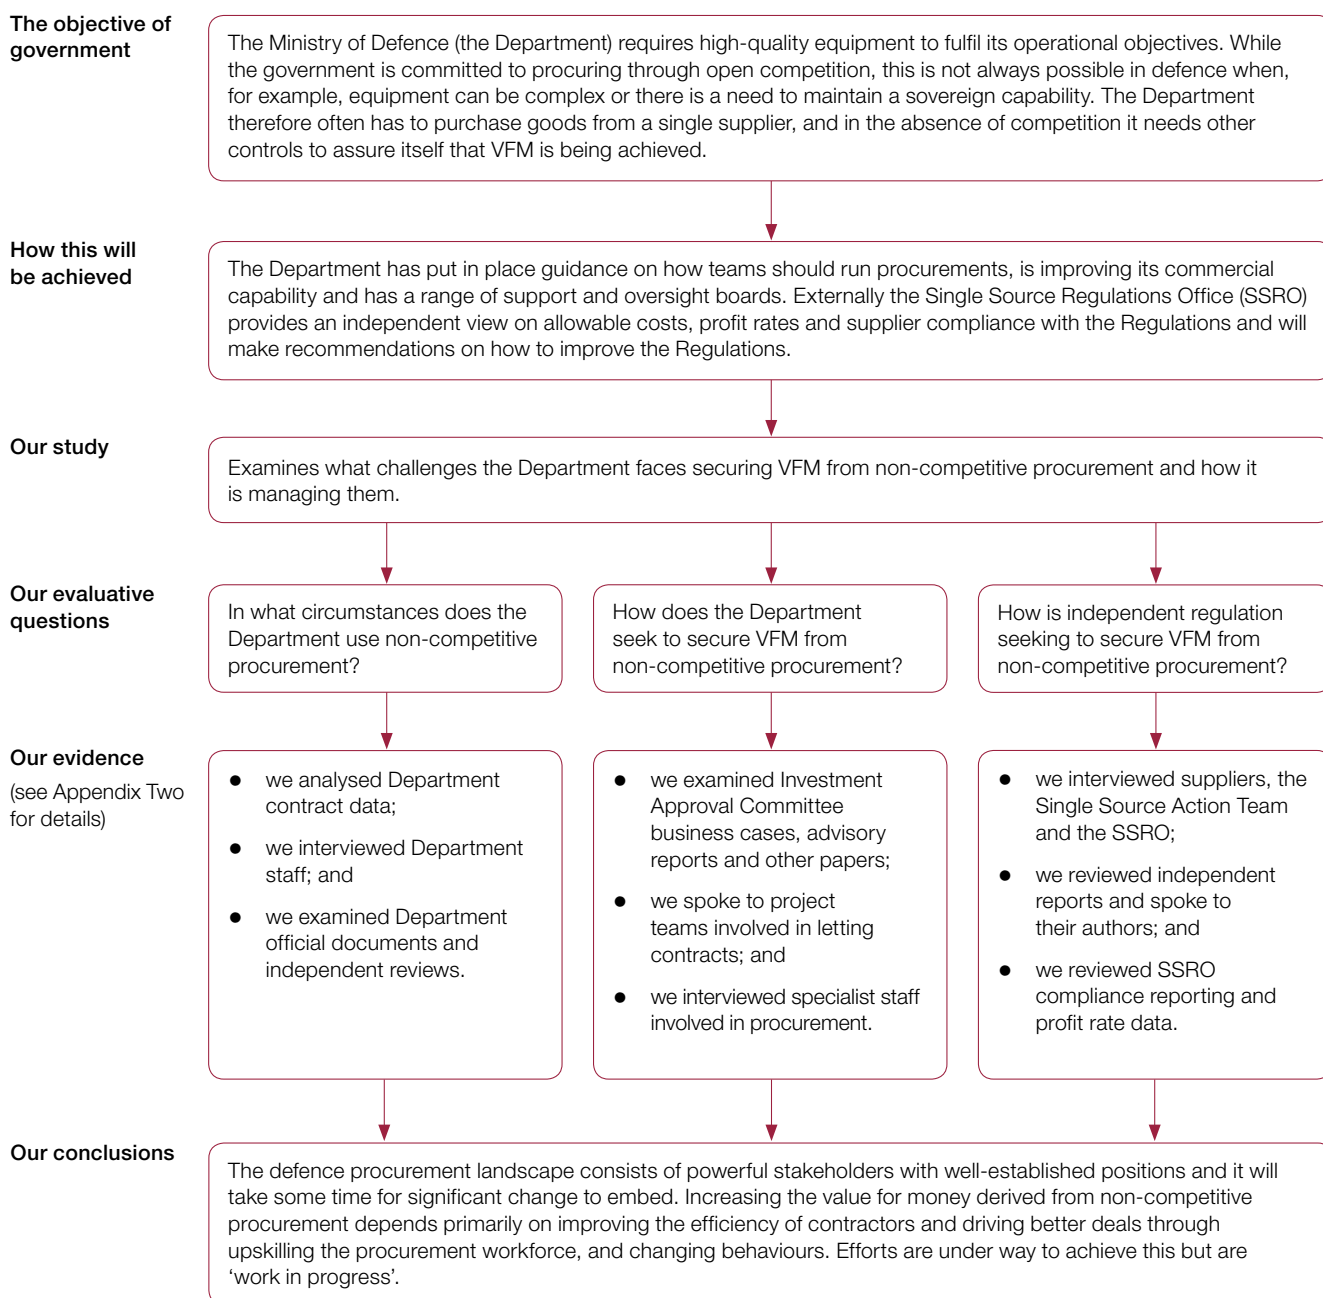 The objective of
government
The Ministry of Defence (the Department) requires high-quality equipment to fulfil its operational objectives. While
the government is committed to procuring through open competition, this is not always possible in defence when,
for example, equipment can be complex or there is a need to maintain a sovereign capability. The Department
therefore often has to purchase goods from a single supplier, and in the absence of competition it needs other
controls to assure itself that VFM is being achieved.
How this will
be achieved
The Department has put in place guidance on how teams should run procurements, is improving its commercial
capability and has a range of support and oversight boards. Externally the Single Source Regulations Office (SSRO)
provides an independent view on allowable costs, profit rates and supplier compliance with the Regulations and will
make recommendations on how to improve the Regulations.
Our study
Examines what challenges the Department faces securing VFM from non-competitive procurement and how it
is managing them.
Our evaluative
questions
In what circumstances does the
Department use non-competitive
procurement?
How does the Department
seek to secure VFM from
non-competitive procurement?
How is independent regulation
seeking to secure VFM from
non-competitive procurement?
Our evidence
(see Appendix Two
for details)
● we analysed Department
contract data;
● we interviewed Department
staff; and
● we examined Department
official documents and
independent reviews.
● we examined Investment
Approval Committee
business cases, advisory
reports and other papers;
● we spoke to project
teams involved in letting
contracts; and
● we interviewed specialist staff
involved in procurement.
● we interviewed suppliers, the
Single Source Action Team
and the SSRO;
● we reviewed independent
reports and spoke to
their authors; and
● we reviewed SSRO
compliance reporting and
profit rate data.
Our conclusions
The defence procurement landscape consists of powerful stakeholders with well-established positions and it will
take some time for significant change to embed. Increasing the value for money derived from non-competitive
procurement depends primarily on improving the efficiency of contractors and driving better deals through
upskilling the procurement workforce, and changing behaviours. Efforts are under way to achieve this but are
‘work in progress’.